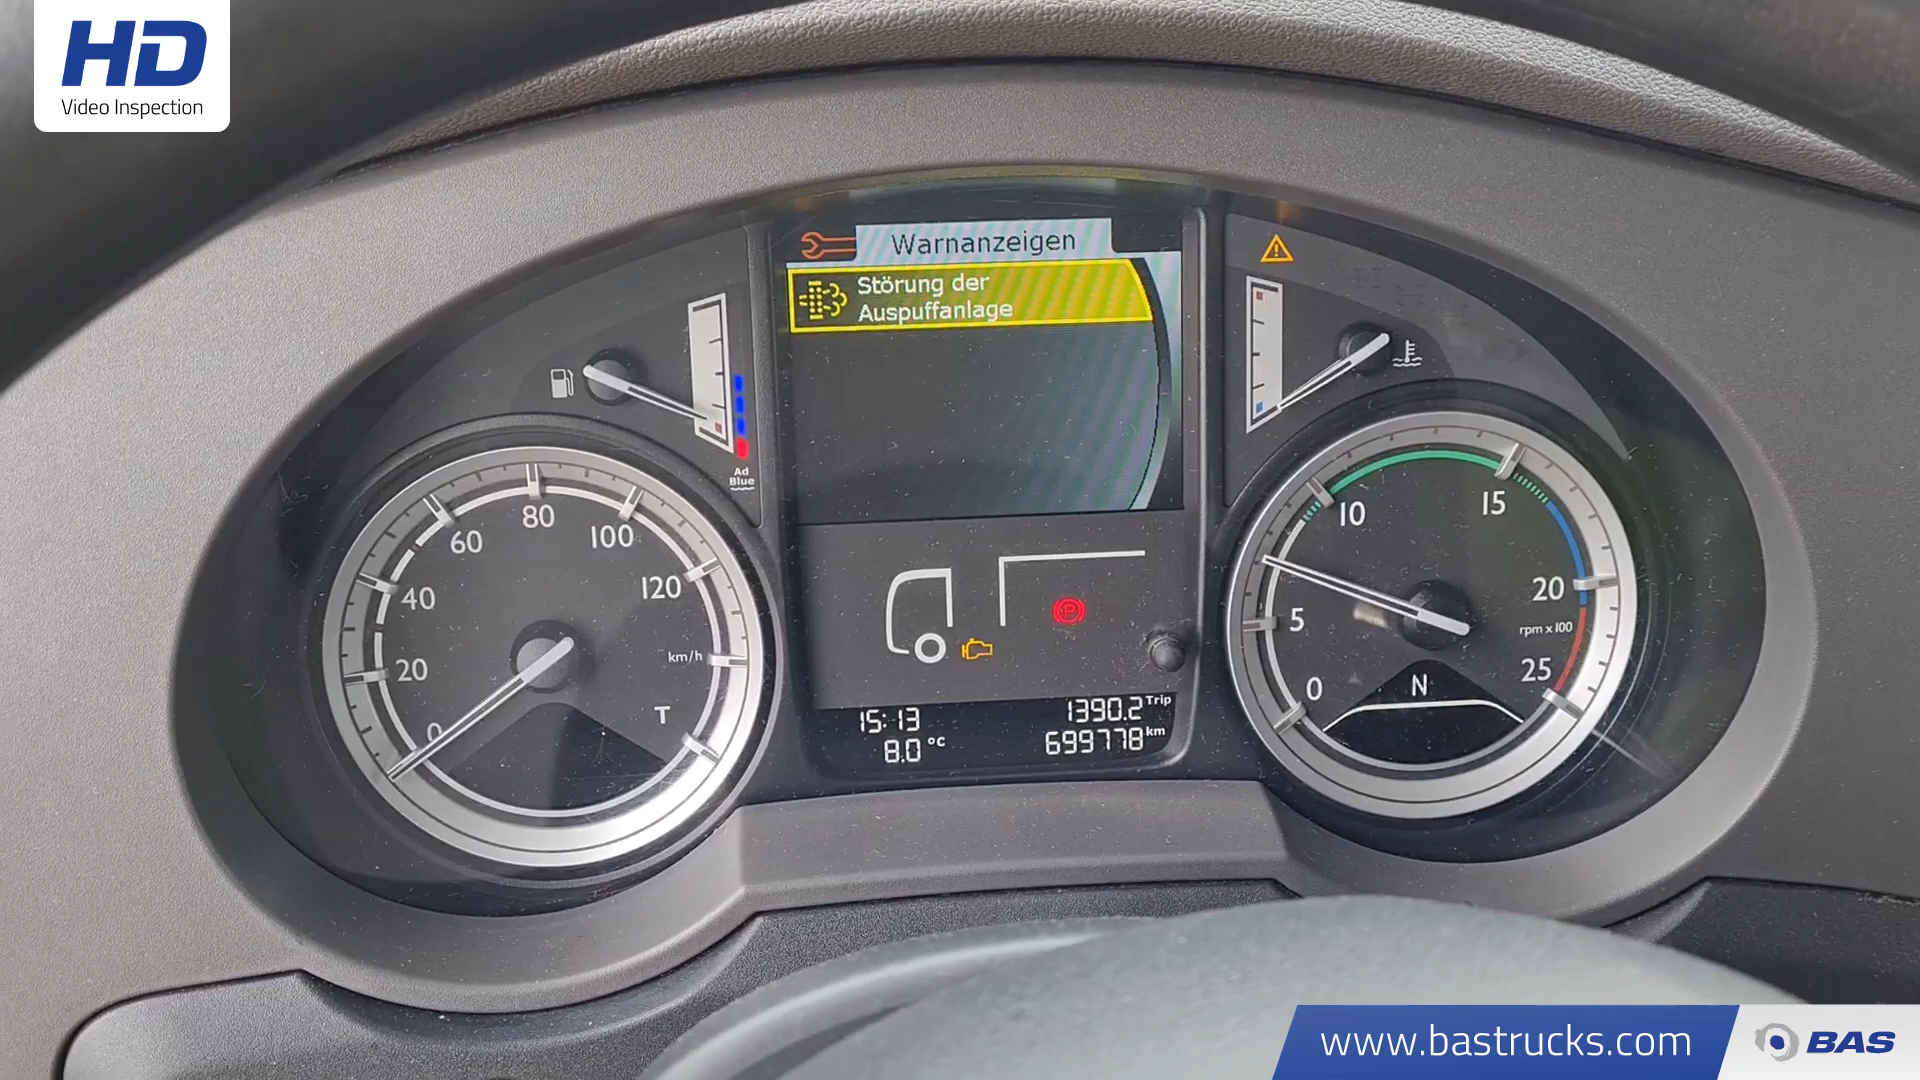 HD
Video Inspection
Warnanzeigen
Störung der
Auspuffanlage
Ad
Blue
0
20
40
60
80
100
120
km/h
T
P
15:13
8.0 °C
1390.2 Trip
699778 km
0
5
10
15
20
25
rpm x 100
N
www.bastrucks.com
BAS